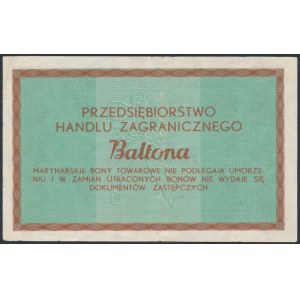 PRZEDSIĘBIORSTWO
HANDLU ZAGRANICZNEGO
Baltona
MARYNARSKIE BONY TOWAROWE NIE PODLEGAJĄ UMORZE-
NIU I W ZAMIAN UTRACONYCH BONÓW NIE WYDAJE SIĘ
DOKUMENTÓW ZASTĘPCZYCH